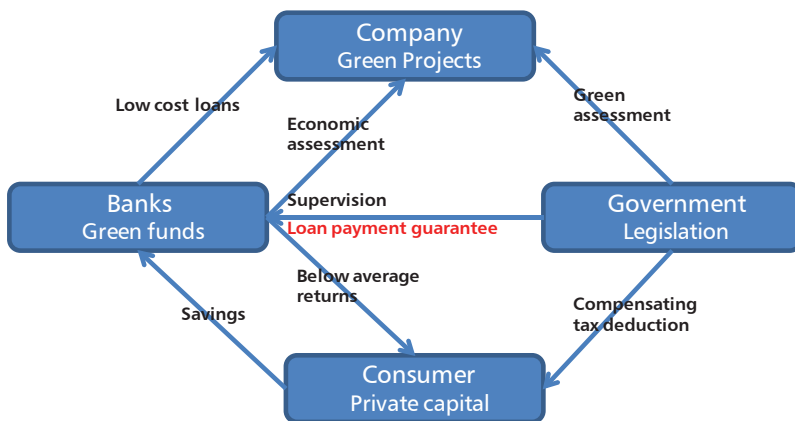 Company
Green Projects
Low cost loans
Green
assessment
Economic
assessment
Banks
Green funds
Supervision
Loan payment guarantee
Government
Legislation
Below average
returns
Savings
Compensating
tax deduction
Consumer
Private capital